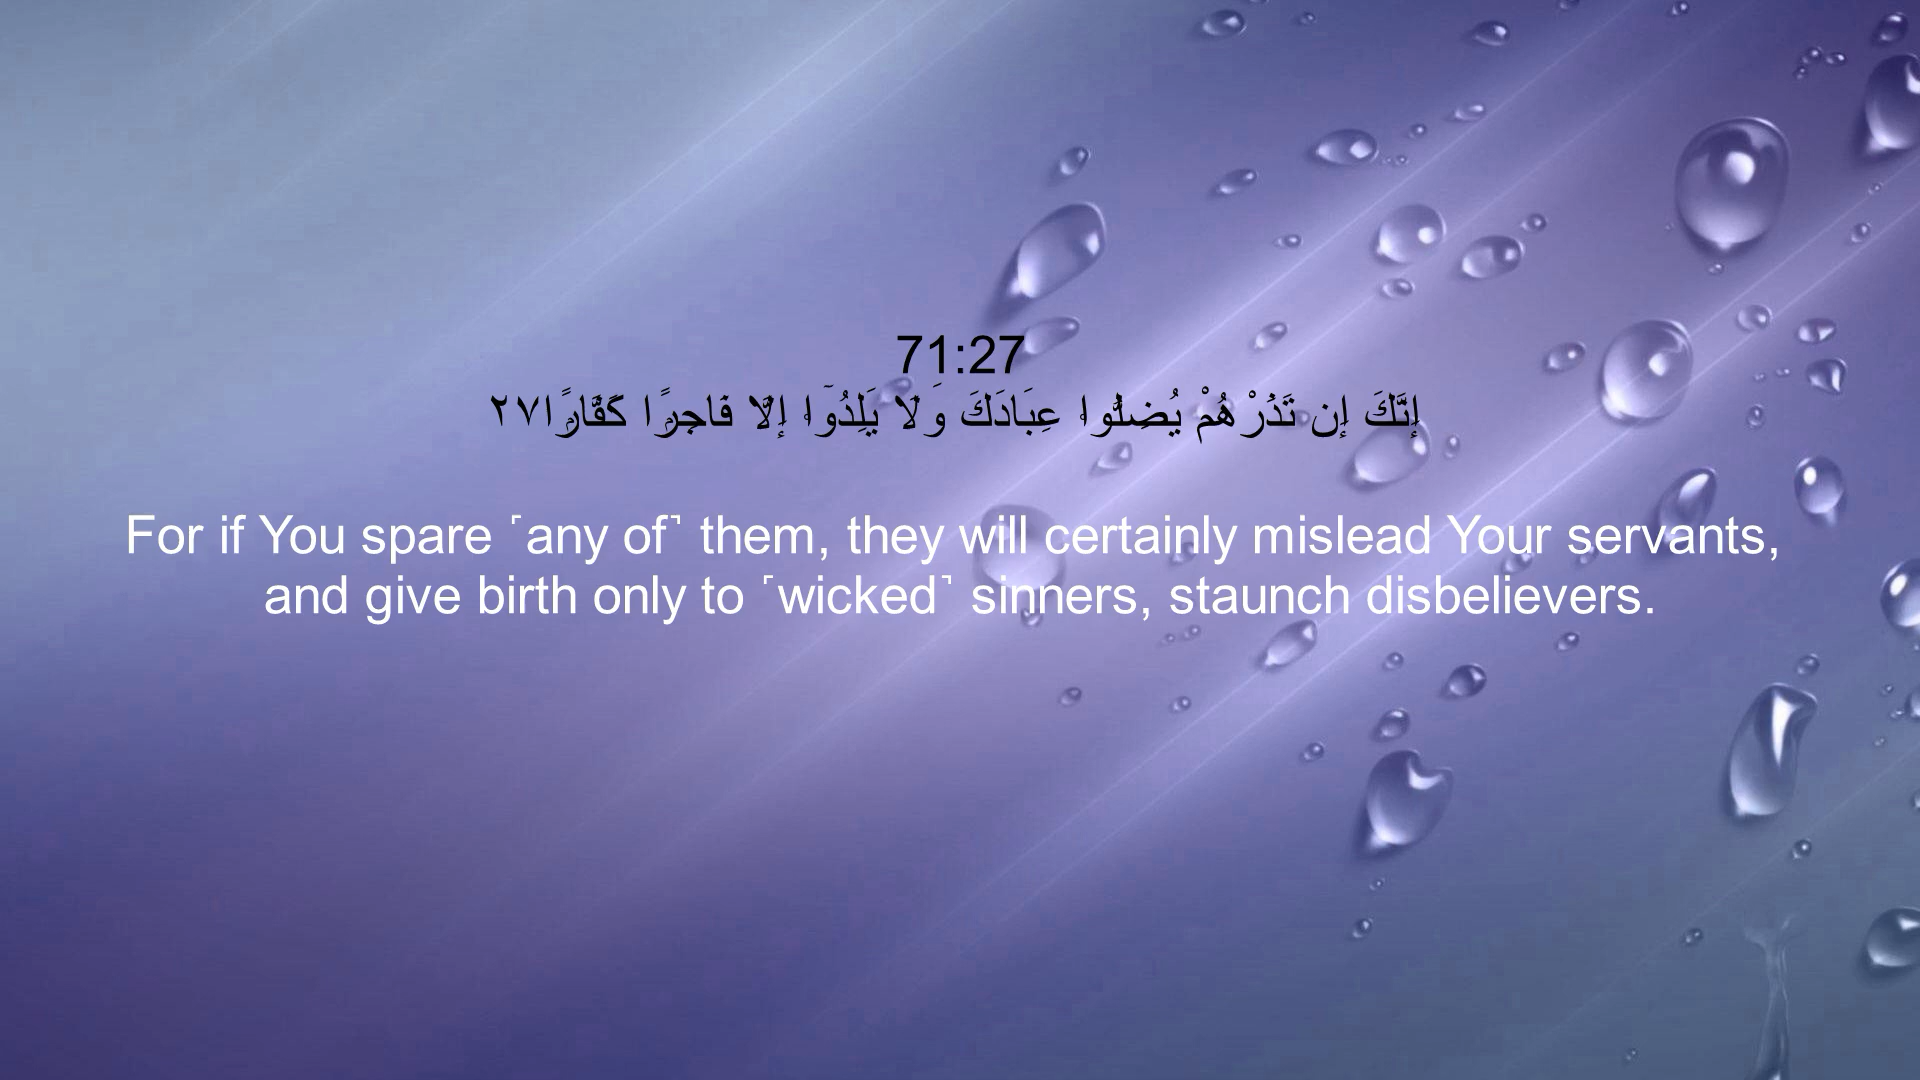 71:27
إِنَّكَ إِن تَذَرْهُمْ يُضِلُّوا۟ عِبَادَكَ وَلَا يَلِدُوٓا۟ إِلَّا فَاجِرًۭا كَفَّارًۭا٢٧
For if You spare ˹any of˺ them, they will certainly mislead Your servants,
and give birth only to ˹wicked˺ sinners, staunch disbelievers.